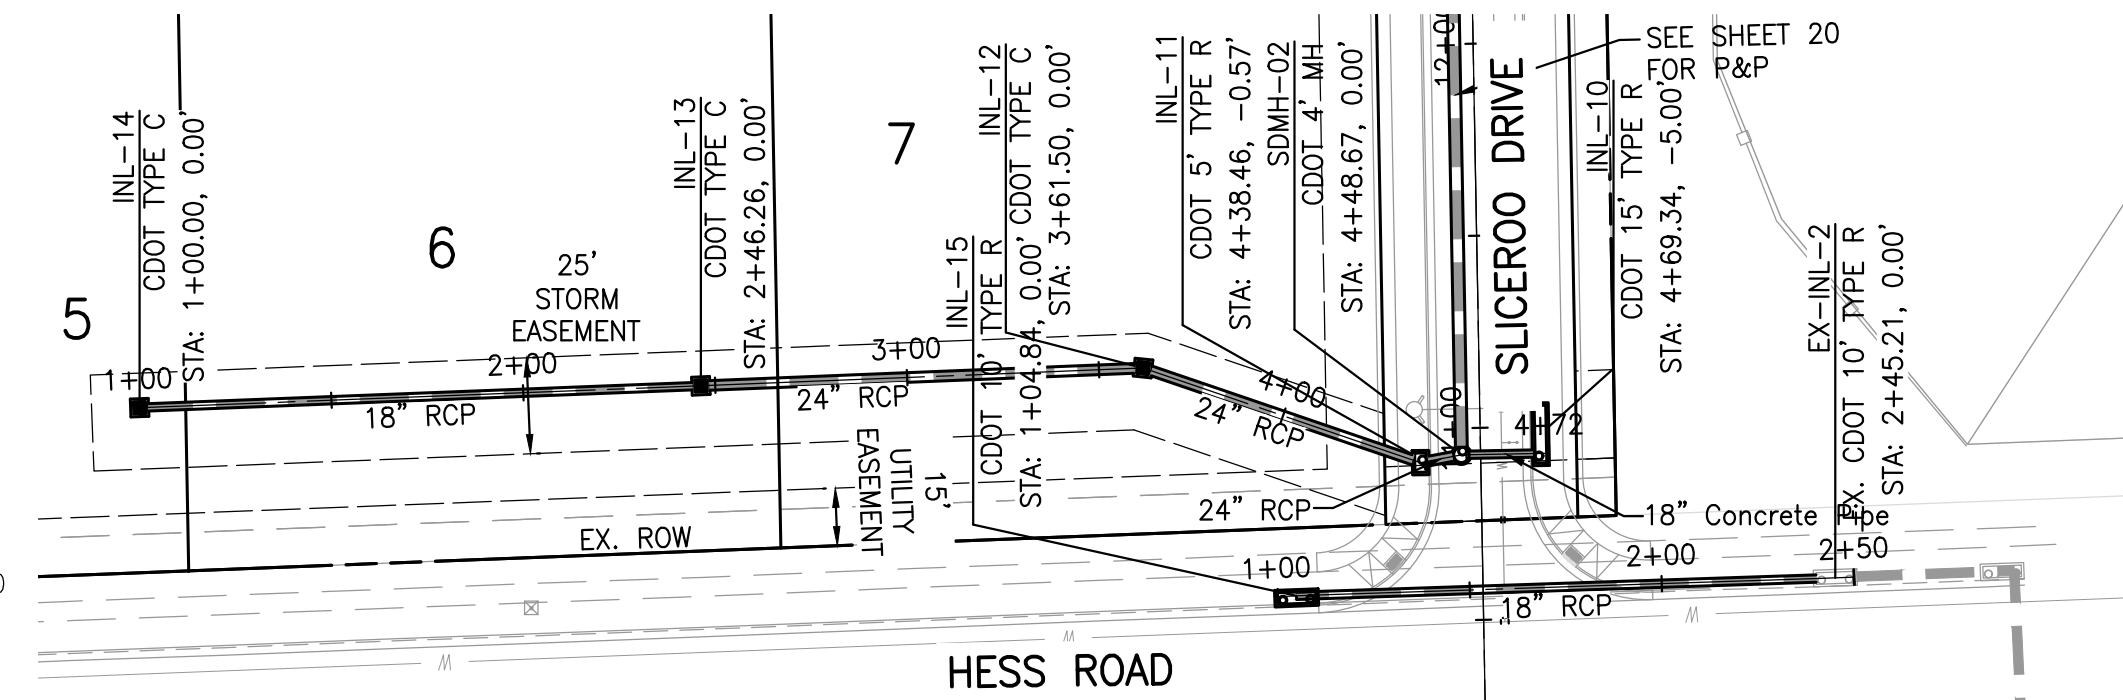 INL-14
CDOT TYPE C
STA: 1+00.00, 0.00'
INL-13
CDOT TYPE C
STA: 2+46.26, 0.00'
INL-12
CDOT TYPE C
STA: 3+61.50, 0.00'
INL-15
CDOT 10' TYPE R
STA: 1+04.84, 0.00'
INL-11
CDOT 5' TYPE R
STA: 4+38.46, -0.57'
SDMH-02
CDOT 4' MH
STA: 4+48.67, 0.00'
12+00
SLICEROO DRIVE
SEE SHEET 20
FOR P&P
INL-10
CDOT 15' TYPE R
STA: 4+69.34, -5.00'
EX-INL-2
EX. CDOT 10' TYPE R
STA: 2+45.21, 0.00'
5
6
7
25'
STORM
EASEMENT
1+00
2+00
3+00
4+00
4+72
18" RCP
24" RCP
24" RCP
24" RCP
18" Concrete Pipe
15'
UTILITY
EASEMENT
EX. ROW
1+00
2+00
2+50
18" RCP
HESS ROAD